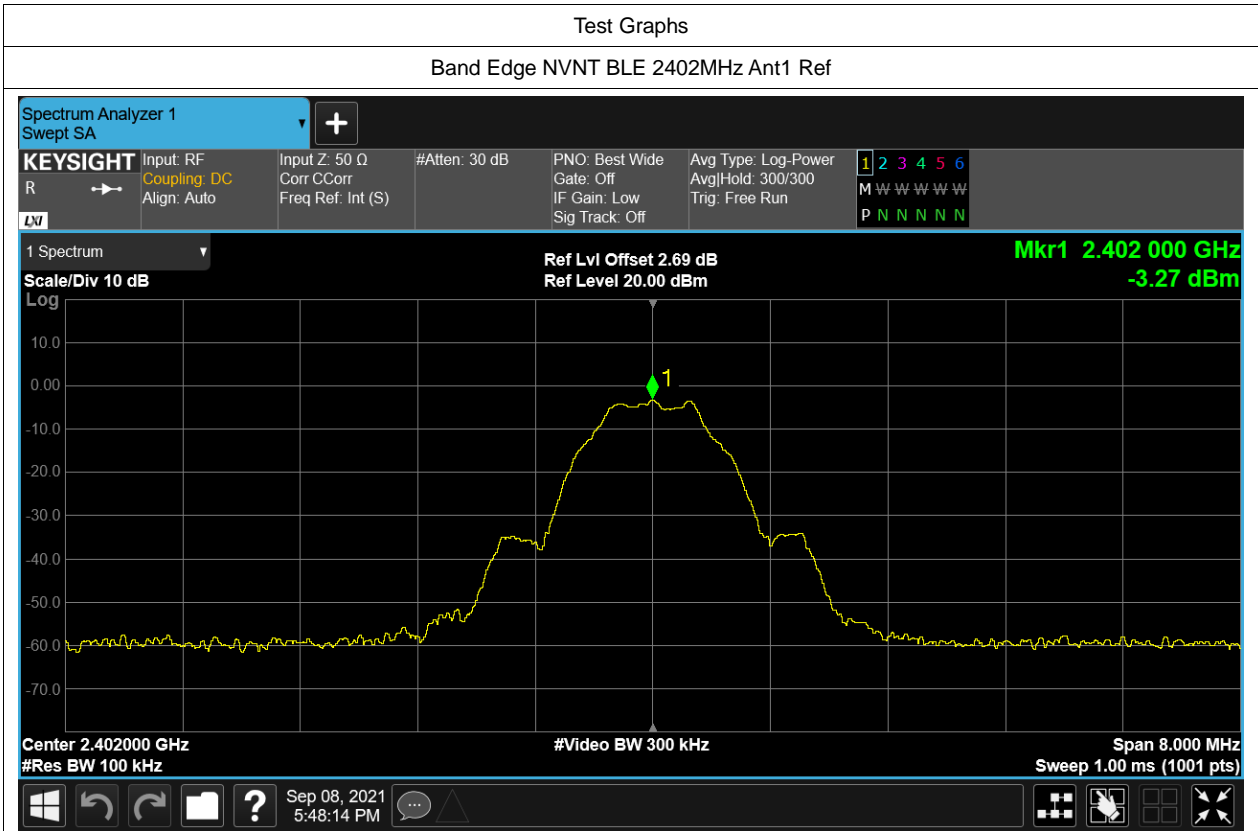 Test Graphs
Band Edge NVNT BLE 2402MHz Ant1 Ref
Spectrum Analyzer 1
Swept SA
KEYSIGHT
R
LXI
Input: RF
Coupling: DC
Align: Auto
Input Z: 50 Ω
Corr CCorr
Freq Ref: Int (S)
#Atten: 30 dB
PNO: Best Wide
Gate: Off
IF Gain: Low
Sig Track: Off
Avg Type: Log-Power
Avg|Hold: 300/300
Trig: Free Run
1 2 3 4 5 6
M W W W W W
P N N N N N
1 Spectrum
Scale/Div 10 dB
Ref Lvl Offset 2.69 dB
Ref Level 20.00 dBm
Mkr1 2.402 000 GHz
-3.27 dBm
Log
10.0
0.00
-10.0
-20.0
-30.0
-40.0
-50.0
-60.0
-70.0
1
Center 2.402000 GHz
#Res BW 100 kHz
#Video BW 300 kHz
Span 8.000 MHz
Sweep 1.00 ms (1001 pts)
?
Sep 08, 2021
5:48:14 PM